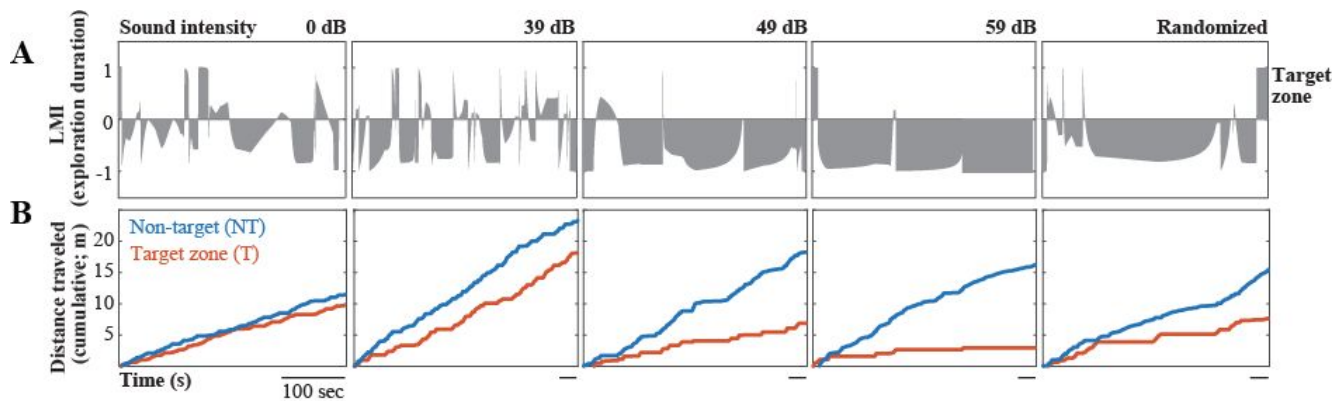 Sound intensity 0 dB 39 dB 49 dB 59 dB Randomized
A
LMI
(exploration duration)
1
0
-1
Target
zone
B
Non-target (NT)
Target zone (T)
Distance traveled
(cumulative; m)
20
15
10
5
Time (s)
100 sec